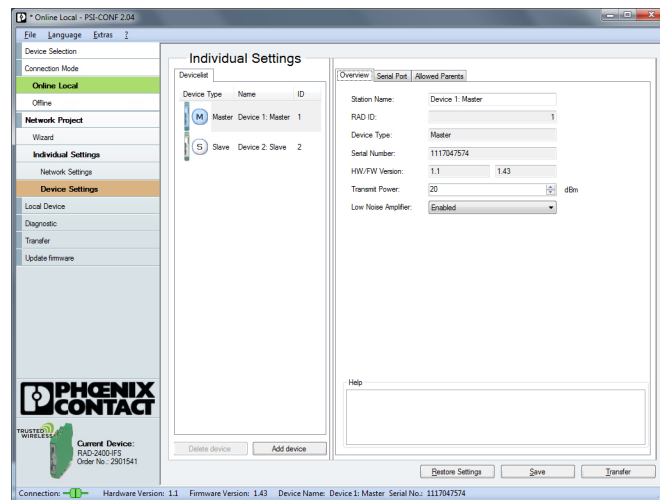 * Online Local - PSI-CONF 2.04
File Language Extras ?
Device Selection
Connection Mode
Online Local
Offline
Network Project
Wizard
Individual Settings
Network Settings
Device Settings
Local Device
Diagnostic
Transfer
Update firmware
PHŒNIX
CONTACT
TRUSTED
WIRELESS
Current Device:
RAD-2400-IFS
Order No.: 2901541
Individual Settings
Devicelist
Device Type Name ID
M Master Device 1: Master 1
S Slave Device 2: Slave 2
Delete device Add device
Overview Serial Port Allowed Parents
Station Name: Device 1: Master
RAD ID: 1
Device Type: Master
Serial Number: 1117047574
HW/FW Version: 1.1 1.43
Transmit Power: 20 dBm
Low Noise Amplifier: Enabled
Help
Restore Settings Save Transfer
Connection: Hardware Version: 1.1 Firmware Version: 1.43 Device Name: Device 1: Master Serial No.: 1117047574